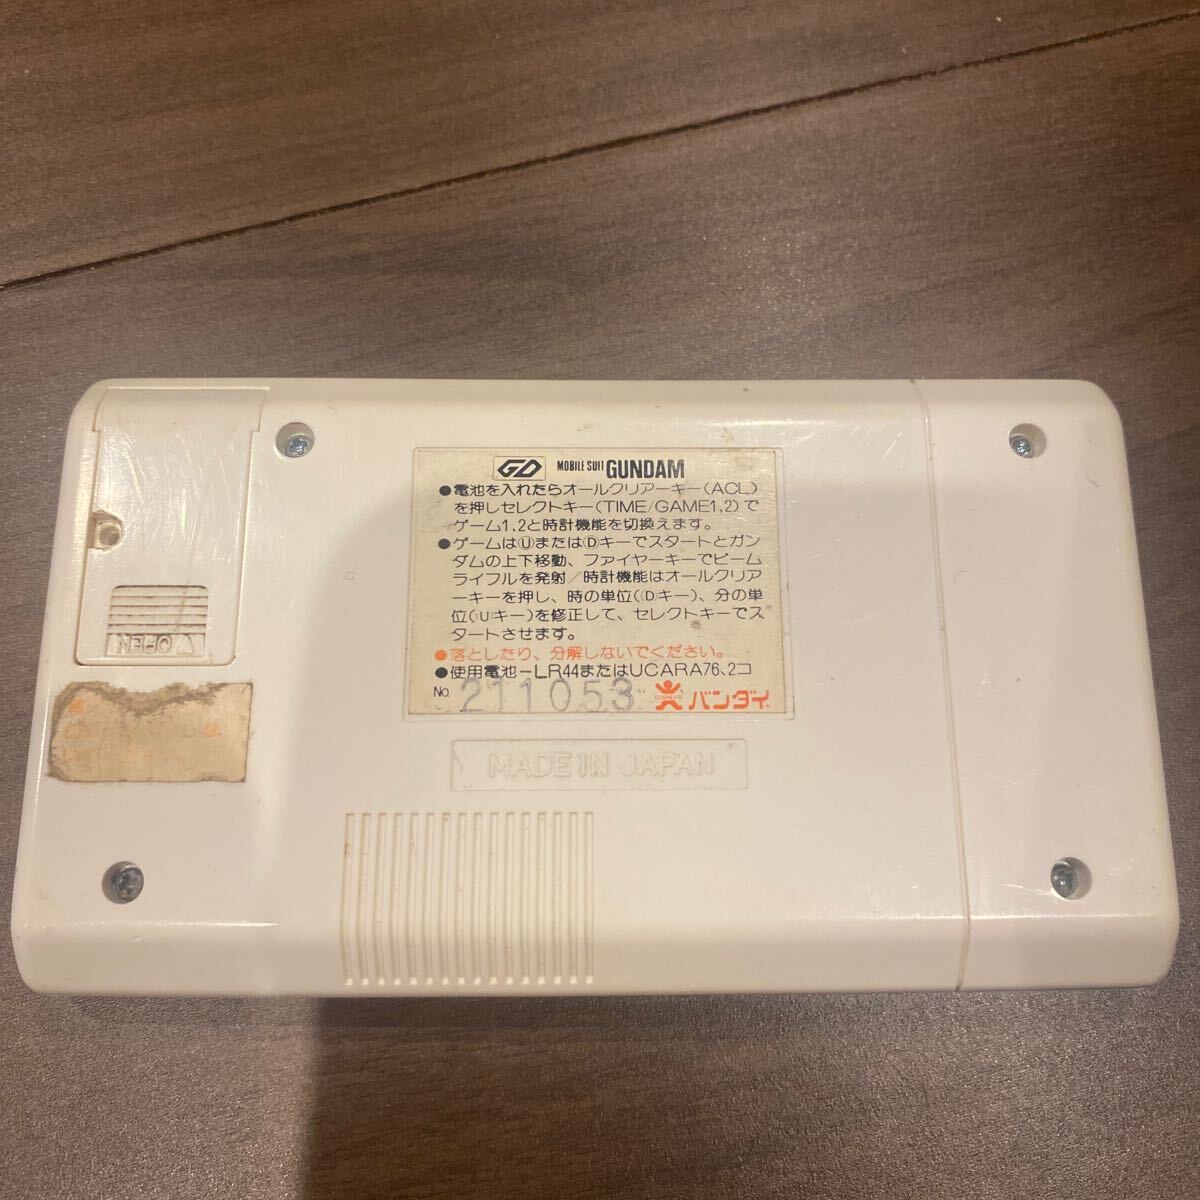 GD MOBILE SUIT GUNDAM
●電池を入れたらオールクリアーキー(ACL)
を押しセレクトキー(TIME/GAME1,2)で
ゲーム1,2と時計機能を切換えます。
●ゲームはⓊまたはⒹキーでスタートとガン
ダムの上下移動、ファイヤーキーでビーム
ライフルを発射/時計機能はオールクリア
ーキーを押し、時の単位(Ⓓキー)、分の単
位(Ⓤキー)を修正して、セレクトキーでス
タートさせます。
●落としたり、分解しないでください。
●使用電池-LR44またはUCARA76、2コ
No. 211053 バンダイ
MADE IN JAPAN
△ OPEN